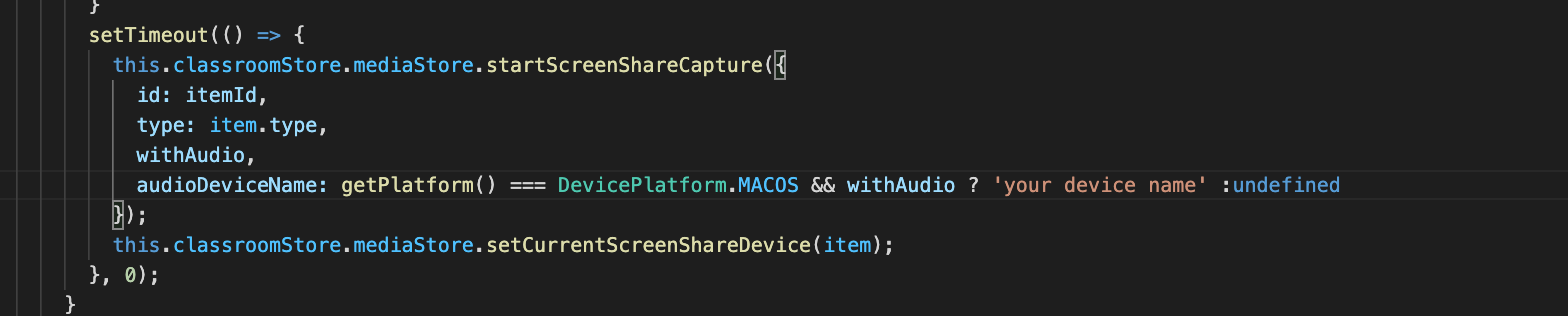 }
setTimeout(() => {
this.classroomStore.mediaStore.startScreenShareCapture({
id: itemId,
type: item.type,
withAudio,
audioDeviceName: getPlatform() === DevicePlatform.MACOS && withAudio ? 'your device name' :undefined
});
this.classroomStore.mediaStore.setCurrentScreenShareDevice(item);
}, 0);
}